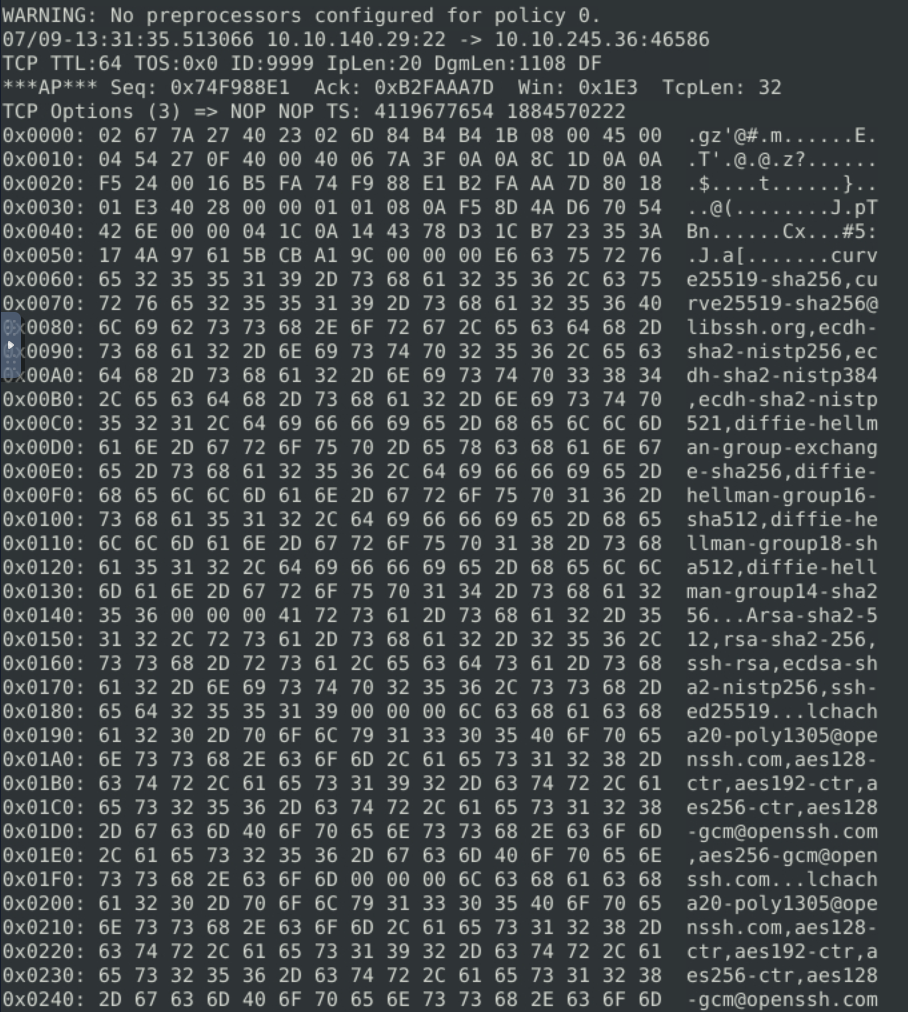 WARNING: No preprocessors configured for policy 0.
07/09-13:31:35.513066 10.10.140.29:22 -> 10.10.245.36:46586
TCP TTL:64 TOS:0x0 ID:9999 IpLen:20 DgmLen:1108 DF
***AP*** Seq: 0x74F988E1  Ack: 0xB2FAAA7D  Win: 0x1E3  TcpLen: 32
TCP Options (3) => NOP NOP TS: 4119677654 1884570222
0x0000: 02 67 7A 27 40 23 02 6D 84 B4 B4 1B 08 00 45 00  .gz'@#.m......E.
0x0010: 04 54 27 0F 40 00 40 06 7A 3F 0A 0A 8C 1D 0A 0A  .T'.@.@.z?......
0x0020: F5 24 00 16 B5 FA 74 F9 88 E1 B2 FA AA 7D 80 18  .$....t......}..
0x0030: 01 E3 40 28 00 00 01 01 08 0A F5 8D 4A D6 70 54  ..@(........J.pT
0x0040: 42 6E 00 00 04 1C 0A 14 43 78 D3 1C B7 23 35 3A  Bn......Cx...#5:
0x0050: 17 4A 97 61 5B CB A1 9C 00 00 00 E6 63 75 72 76  .J.a[.......curv
0x0060: 65 32 35 35 31 39 2D 73 68 61 32 35 36 2C 63 75  e25519-sha256,cu
0x0070: 72 76 65 32 35 35 31 39 2D 73 68 61 32 35 36 40  rve25519-sha256@
0x0080: 6C 69 62 73 73 68 2E 6F 72 67 2C 65 63 64 68 2D  libssh.org,ecdh-
0x0090: 73 68 61 32 2D 6E 69 73 74 70 32 35 36 2C 65 63  sha2-nistp256,ec
0x00A0: 64 68 2D 73 68 61 32 2D 6E 69 73 74 70 33 38 34  dh-sha2-nistp384
0x00B0: 2C 65 63 64 68 2D 73 68 61 32 2D 6E 69 73 74 70  ,ecdh-sha2-nistp
0x00C0: 35 32 31 2C 64 69 66 66 69 65 2D 68 65 6C 6C 6D  521,diffie-hellm
0x00D0: 61 6E 2D 67 72 6F 75 70 2D 65 78 63 68 61 6E 67  an-group-exchang
0x00E0: 65 2D 73 68 61 32 35 36 2C 64 69 66 66 69 65 2D  e-sha256,diffie-
0x00F0: 68 65 6C 6C 6D 61 6E 2D 67 72 6F 75 70 31 36 2D  hellman-group16-
0x0100: 73 68 61 35 31 32 2C 64 69 66 66 69 65 2D 68 65  sha512,diffie-he
0x0110: 6C 6C 6D 61 6E 2D 67 72 6F 75 70 31 38 2D 73 68  llman-group18-sh
0x0120: 61 35 31 32 2C 64 69 66 66 69 65 2D 68 65 6C 6C  a512,diffie-hell
0x0130: 6D 61 6E 2D 67 72 6F 75 70 31 34 2D 73 68 61 32  man-group14-sha2
0x0140: 35 36 00 00 00 41 72 73 61 2D 73 68 61 32 2D 35  56...Arsa-sha2-5
0x0150: 31 32 2C 72 73 61 2D 73 68 61 32 2D 32 35 36 2C  12,rsa-sha2-256,
0x0160: 73 73 68 2D 72 73 61 2C 65 63 64 73 61 2D 73 68  ssh-rsa,ecdsa-sh
0x0170: 61 32 2D 6E 69 73 74 70 32 35 36 2C 73 73 68 2D  a2-nistp256,ssh-
0x0180: 65 64 32 35 35 31 39 00 00 00 6C 63 68 61 63 68  ed25519...lchach
0x0190: 61 32 30 2D 70 6F 6C 79 31 33 30 35 40 6F 70 65  a20-poly1305@ope
0x01A0: 6E 73 73 68 2E 63 6F 6D 2C 61 65 73 31 32 38 2D  nssh.com,aes128-
0x01B0: 63 74 72 2C 61 65 73 31 39 32 2D 63 74 72 2C 61  ctr,aes192-ctr,a
0x01C0: 65 73 32 35 36 2D 63 74 72 2C 61 65 73 31 32 38  es256-ctr,aes128
0x01D0: 2D 67 63 6D 40 6F 70 65 6E 73 73 68 2E 63 6F 6D  -gcm@openssh.com
0x01E0: 2C 61 65 73 32 35 36 2D 67 63 6D 40 6F 70 65 6E  ,aes256-gcm@open
0x01F0: 73 73 68 2E 63 6F 6D 00 00 00 6C 63 68 61 63 68  ssh.com...lchach
0x0200: 61 32 30 2D 70 6F 6C 79 31 33 30 35 40 6F 70 65  a20-poly1305@ope
0x0210: 6E 73 73 68 2E 63 6F 6D 2C 61 65 73 31 32 38 2D  nssh.com,aes128-
0x0220: 63 74 72 2C 61 65 73 31 39 32 2D 63 74 72 2C 61  ctr,aes192-ctr,a
0x0230: 65 73 32 35 36 2D 63 74 72 2C 61 65 73 31 32 38  es256-ctr,aes128
0x0240: 2D 67 63 6D 40 6F 70 65 6E 73 73 68 2E 63 6F 6D  -gcm@openssh.com